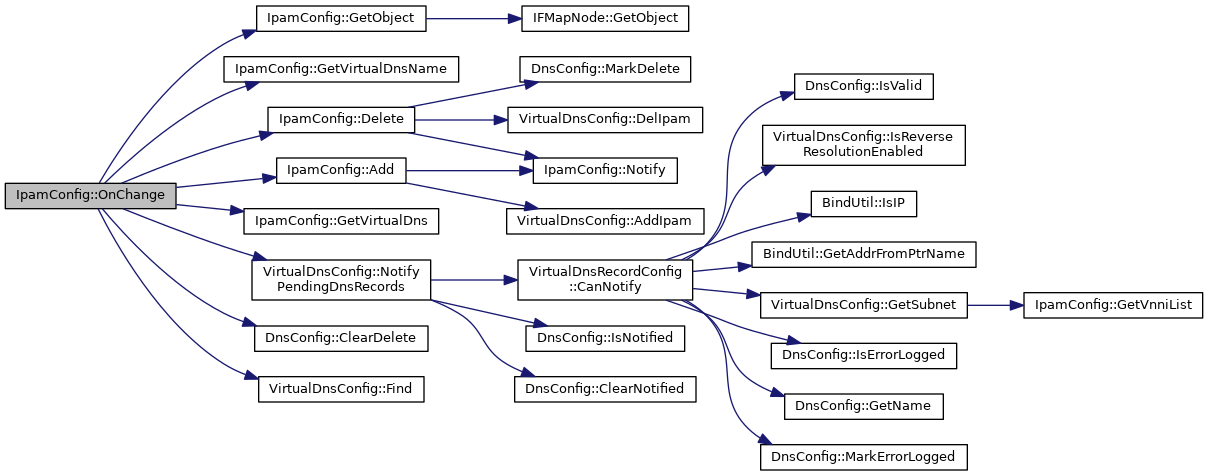 IpamConfig::OnChange
IpamConfig::GetObject
IFMapNode::GetObject
IpamConfig::GetVirtualDnsName
IpamConfig::Delete
DnsConfig::MarkDelete
VirtualDnsConfig::DelIpam
IpamConfig::Notify
IpamConfig::Add
VirtualDnsConfig::AddIpam
IpamConfig::GetVirtualDns
VirtualDnsConfig::Notify
PendingDnsRecords
VirtualDnsRecordConfig
::CanNotify
DnsConfig::IsValid
VirtualDnsConfig::IsReverse
ResolutionEnabled
BindUtil::IsIP
BindUtil::GetAddrFromPtrName
VirtualDnsConfig::GetSubnet
IpamConfig::GetVnniList
DnsConfig::IsErrorLogged
DnsConfig::GetName
DnsConfig::MarkErrorLogged
DnsConfig::IsNotified
DnsConfig::ClearNotified
DnsConfig::ClearDelete
VirtualDnsConfig::Find